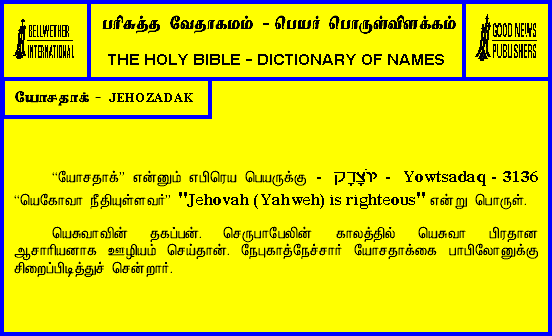 BELLWETHER
INTERNATIONAL
பரிசுத்த வேதாகமம் - பெயர் பொருள்விளக்கம்
THE HOLY BIBLE - DICTIONARY OF NAMES
GOOD NEWS
PUBLISHERS
யோசதாக் - JEHOZADAK
“யோசதாக்” என்னும் எபிரெய பெயருக்கு - יוֹצָדָק - Yowtsadaq - 3136
“யெகோவா நீதியுள்ளவர்” "Jehovah (Yahweh) is righteous" என்று பொருள்.
யெசுவாவின் தகப்பன். செருபாபேலின் காலத்தில் யெசுவா பிரதான
ஆசாரியனாக ஊழியம் செய்தான். நேபுகாத்நேச்சார் யோசதாக்கை பாபிலோனுக்கு
சிறைப்பிடித்துச் சென்றார்.